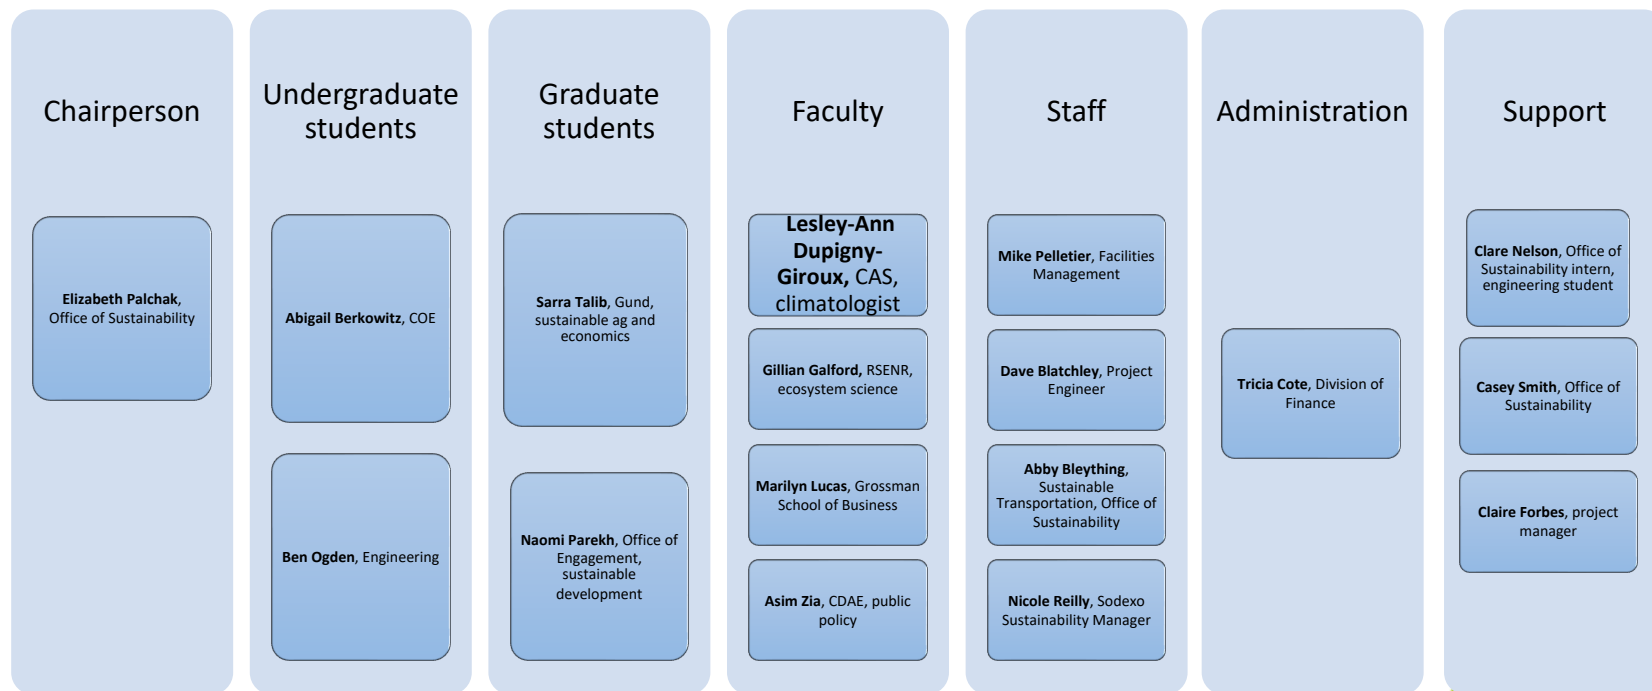 Chairperson
Elizabeth Palchak,
Office of Sustainability
Undergraduate
students
Abigail Berkowitz, COE
Ben Ogden, Engineering
Graduate
students
Sarra Talib, Gund,
sustainable ag and
economics
Naomi Parekh, Office of
Engagement,
sustainable
development
Faculty
Lesley-Ann
Dupigny-
Giroux, CAS,
climatologist
Gillian Galford, RSENR,
ecosystem science
Marilyn Lucas, Grossman
School of Business
Asim Zia, CDAE, public
policy
Staff
Mike Pelletier, Facilities
Management
Dave Blatchley, Project
Engineer
Abby Bleything,
Sustainable
Transportation, Office of
Sustainability
Nicole Reilly, Sodexo
Sustainability Manager
Administration
Tricia Cote, Division of
Finance
Support
Clare Nelson, Office of
Sustainability intern,
engineering student
Casey Smith, Office of
Sustainability
Claire Forbes, project
manager